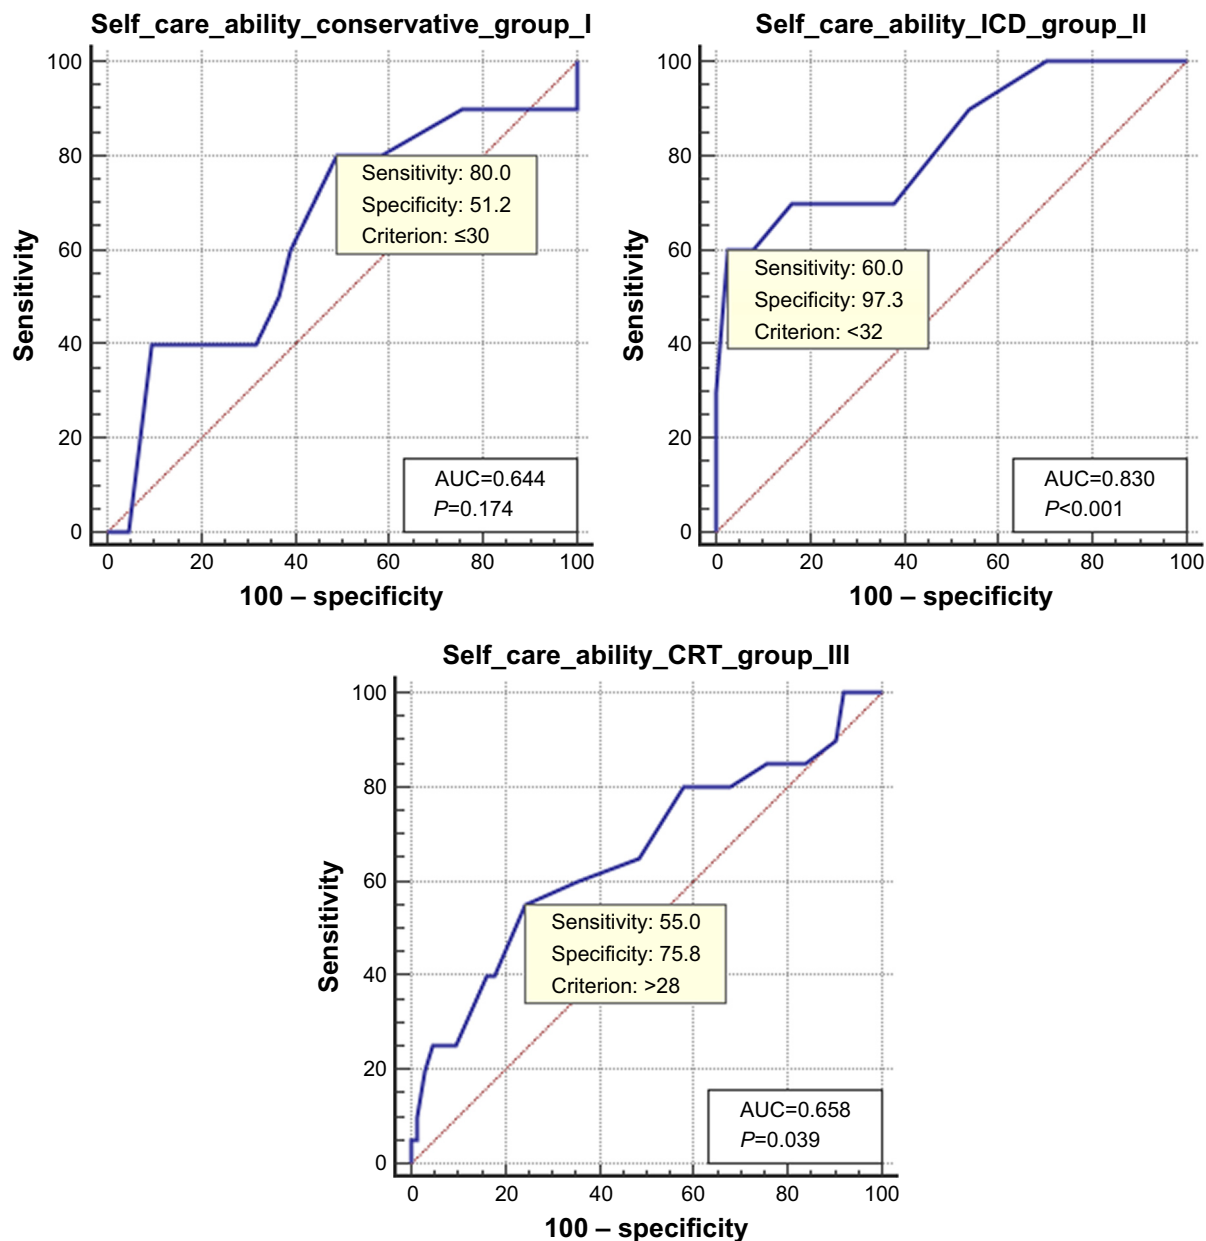 Self_care_ability_conservative_group_I
100
80
60
40
20
0
Sensitivity
Sensitivity: 80.0
Specificity: 51.2
Criterion: ≤30
AUC=0.644
P=0.174
0 20 40 60 80 100
100 – specificity
Self_care_ability_ICD_group_II
100
80
60
40
20
0
Sensitivity
Sensitivity: 60.0
Specificity: 97.3
Criterion: <32
AUC=0.830
P<0.001
0 20 40 60 80 100
100 – specificity
Self_care_ability_CRT_group_III
100
80
60
40
20
0
Sensitivity
Sensitivity: 55.0
Specificity: 75.8
Criterion: >28
AUC=0.658
P=0.039
0 20 40 60 80 100
100 – specificity